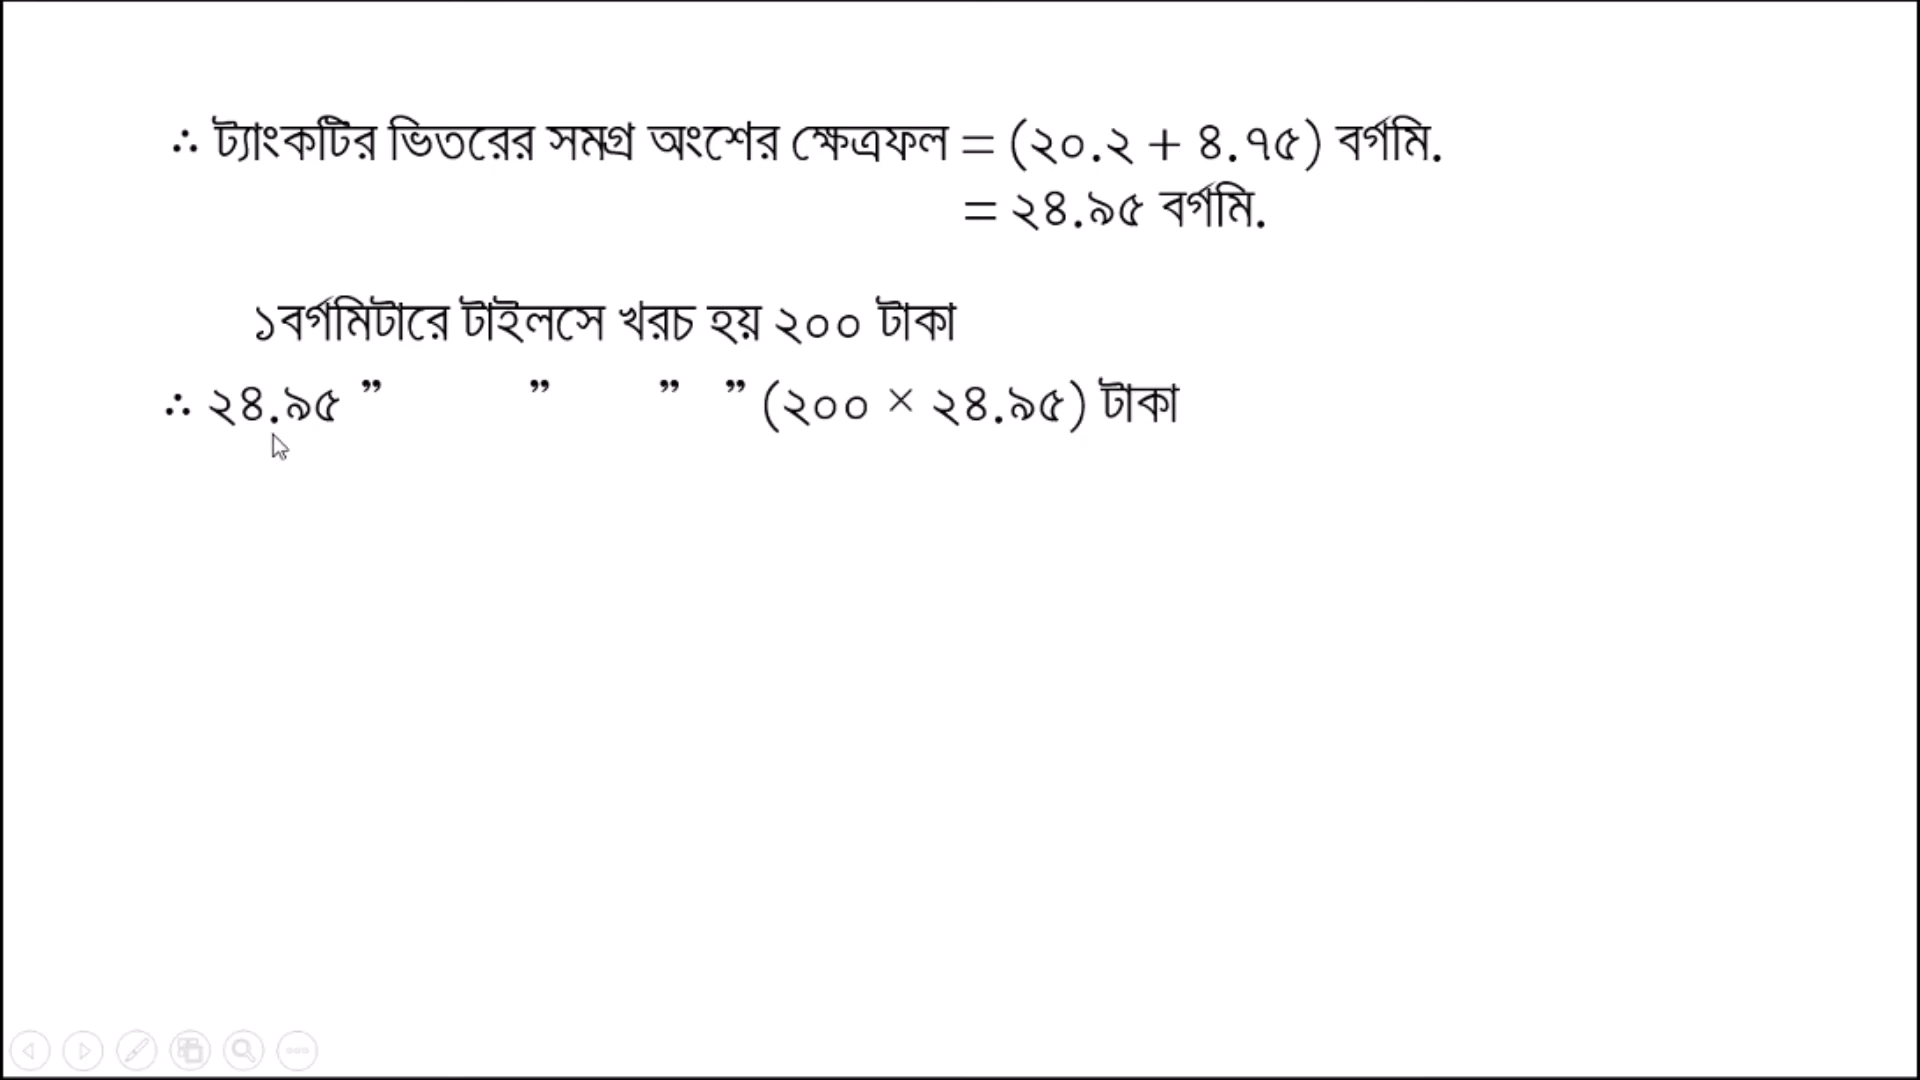 ∴ ট্যাংকটির ভিতরের সমগ্র অংশের ক্ষেত্রফল = (২০.২ + ৪.৭৫) বর্গমি.
= ২৪.৯৫ বর্গমি.
১বর্গমিটারে টাইলসে খরচ হয় ২০০ টাকা
∴ ২৪.৯৫ ” ” ” ” (২০০ × ২৪.৯৫) টাকা